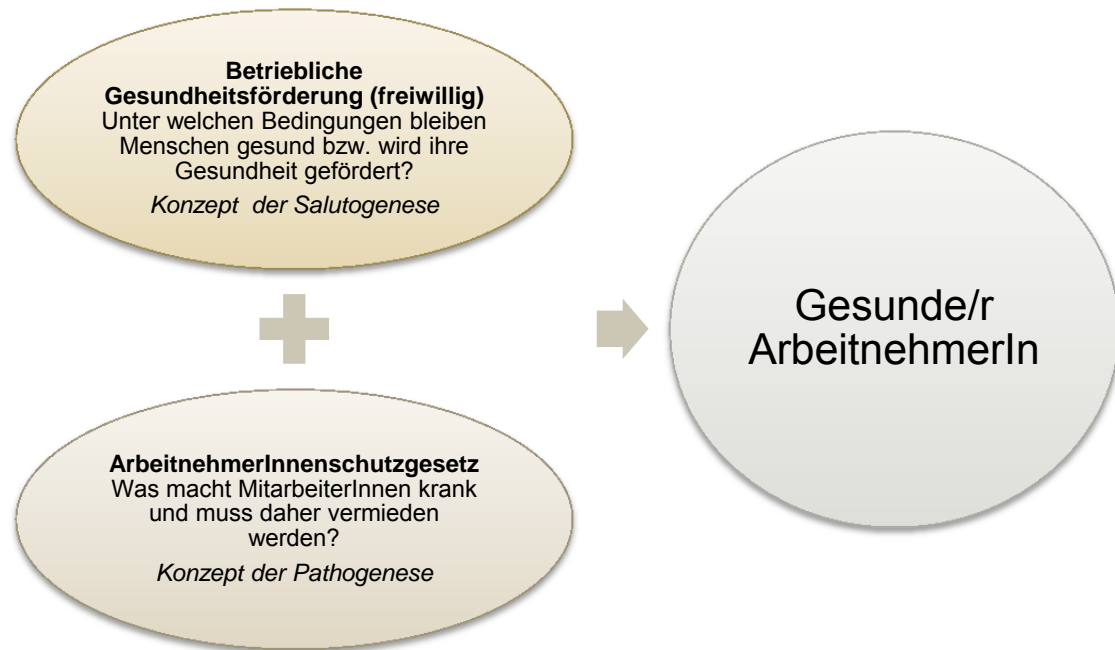 Betriebliche
Gesundheitsförderung (freiwillig)
Unter welchen Bedingungen bleiben
Menschen gesund bzw. wird ihre
Gesundheit gefördert?
Konzept der Salutogenese
ArbeitnehmerInnenschutzgesetz
Was macht MitarbeiterInnen krank
und muss daher vermieden
werden?
Konzept der Pathogenese
Gesunde/r
ArbeitnehmerIn